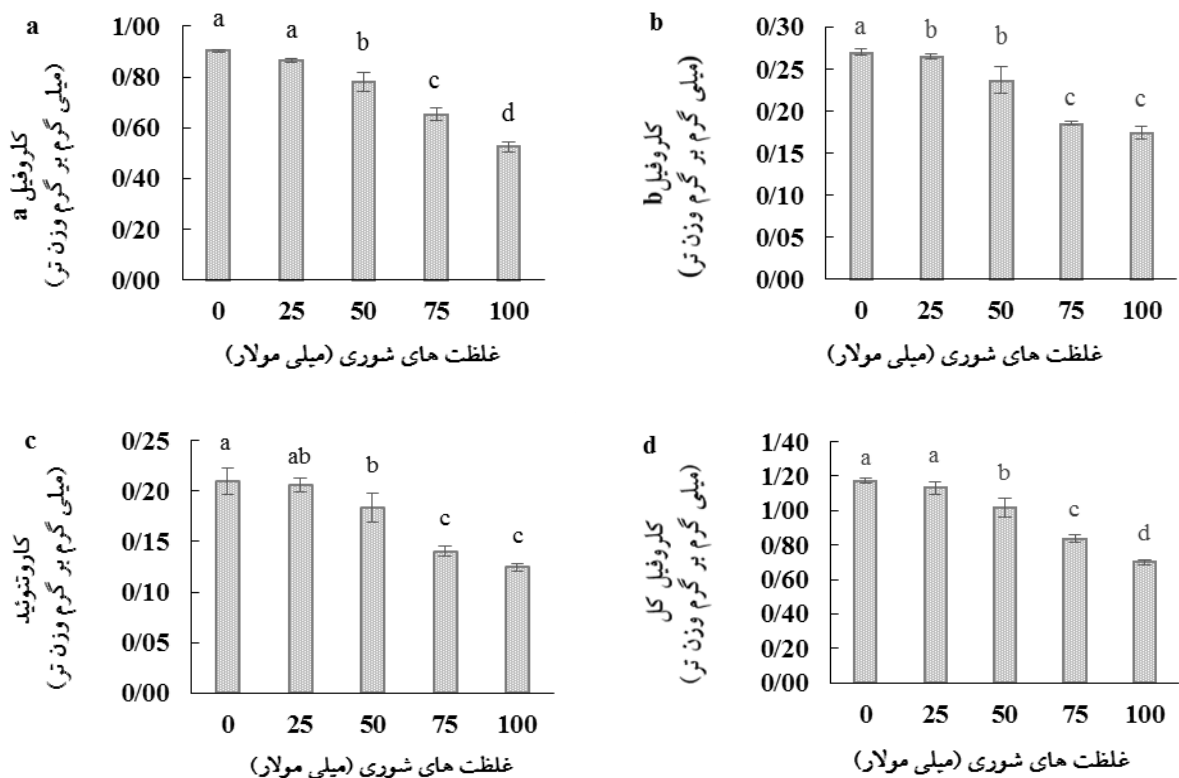 a
کلروفیل a
(میلی گرم بر گرم وزن تر)
1/00
0/80
0/60
0/40
0/20
0/00
a a b c d
0 25 50 75 100
غلظت های شوری (میلی مولار)
b
کلروفیل b
(میلی گرم بر گرم وزن تر)
0/30
0/25
0/20
0/15
0/10
0/05
0/00
a b b c c
0 25 50 75 100
غلظت های شوری (میلی مولار)
c
کاروتنوئید
(میلی گرم بر گرم وزن تر)
0/25
0/20
0/15
0/10
0/05
0/00
a ab b c c
0 25 50 75 100
غلظت های شوری (میلی مولار)
d
کلروفیل کل
(میلی گرم بر گرم وزن تر)
1/40
1/20
1/00
0/80
0/60
0/40
0/20
0/00
a a b c d
0 25 50 75 100
غلظت های شوری (میلی مولار)